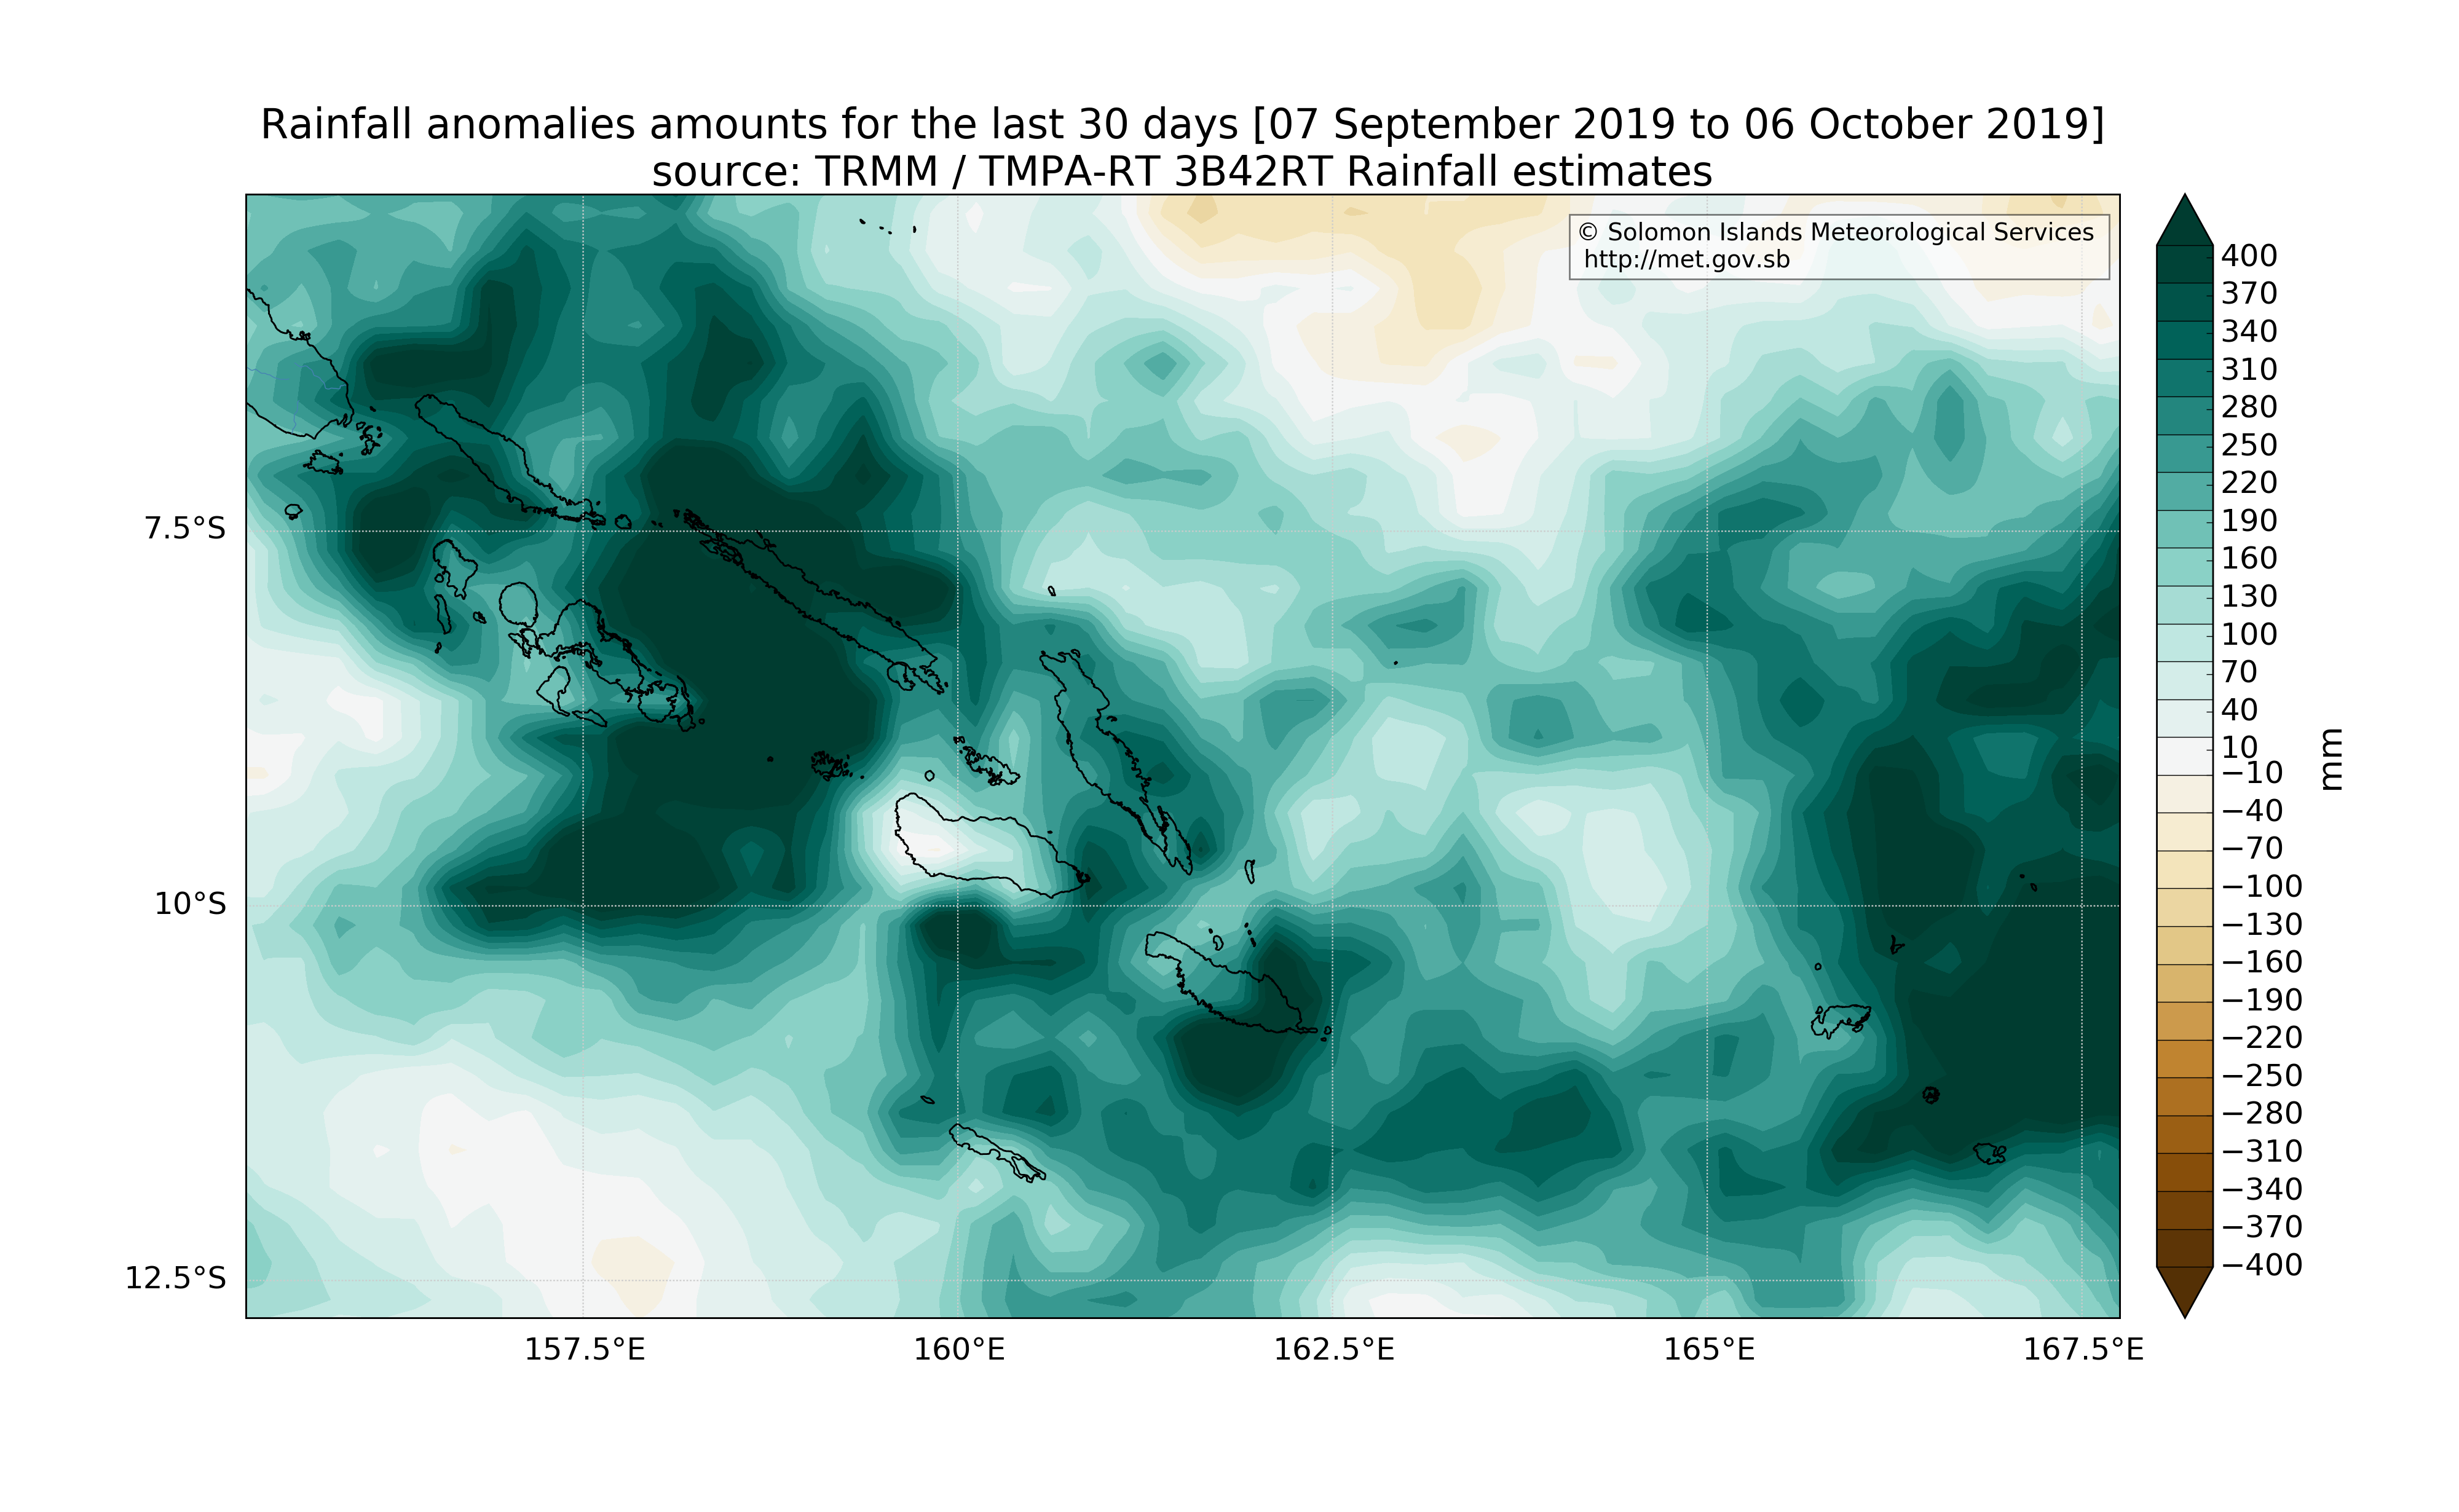 Rainfall anomalies amounts for the last 30 days [07 September 2019 to 06 October 2019]
source: TRMM / TMPA-RT 3B42RT Rainfall estimates
© Solomon Islands Meteorological Services
http://met.gov.sb
7.5°S
10°S
12.5°S
157.5°E
160°E
162.5°E
165°E
167.5°E
400
370
340
310
280
250
220
190
160
130
100
70
40
10
−10
−40
−70
−100
−130
−160
−190
−220
−250
−280
−310
−340
−370
−400
mm